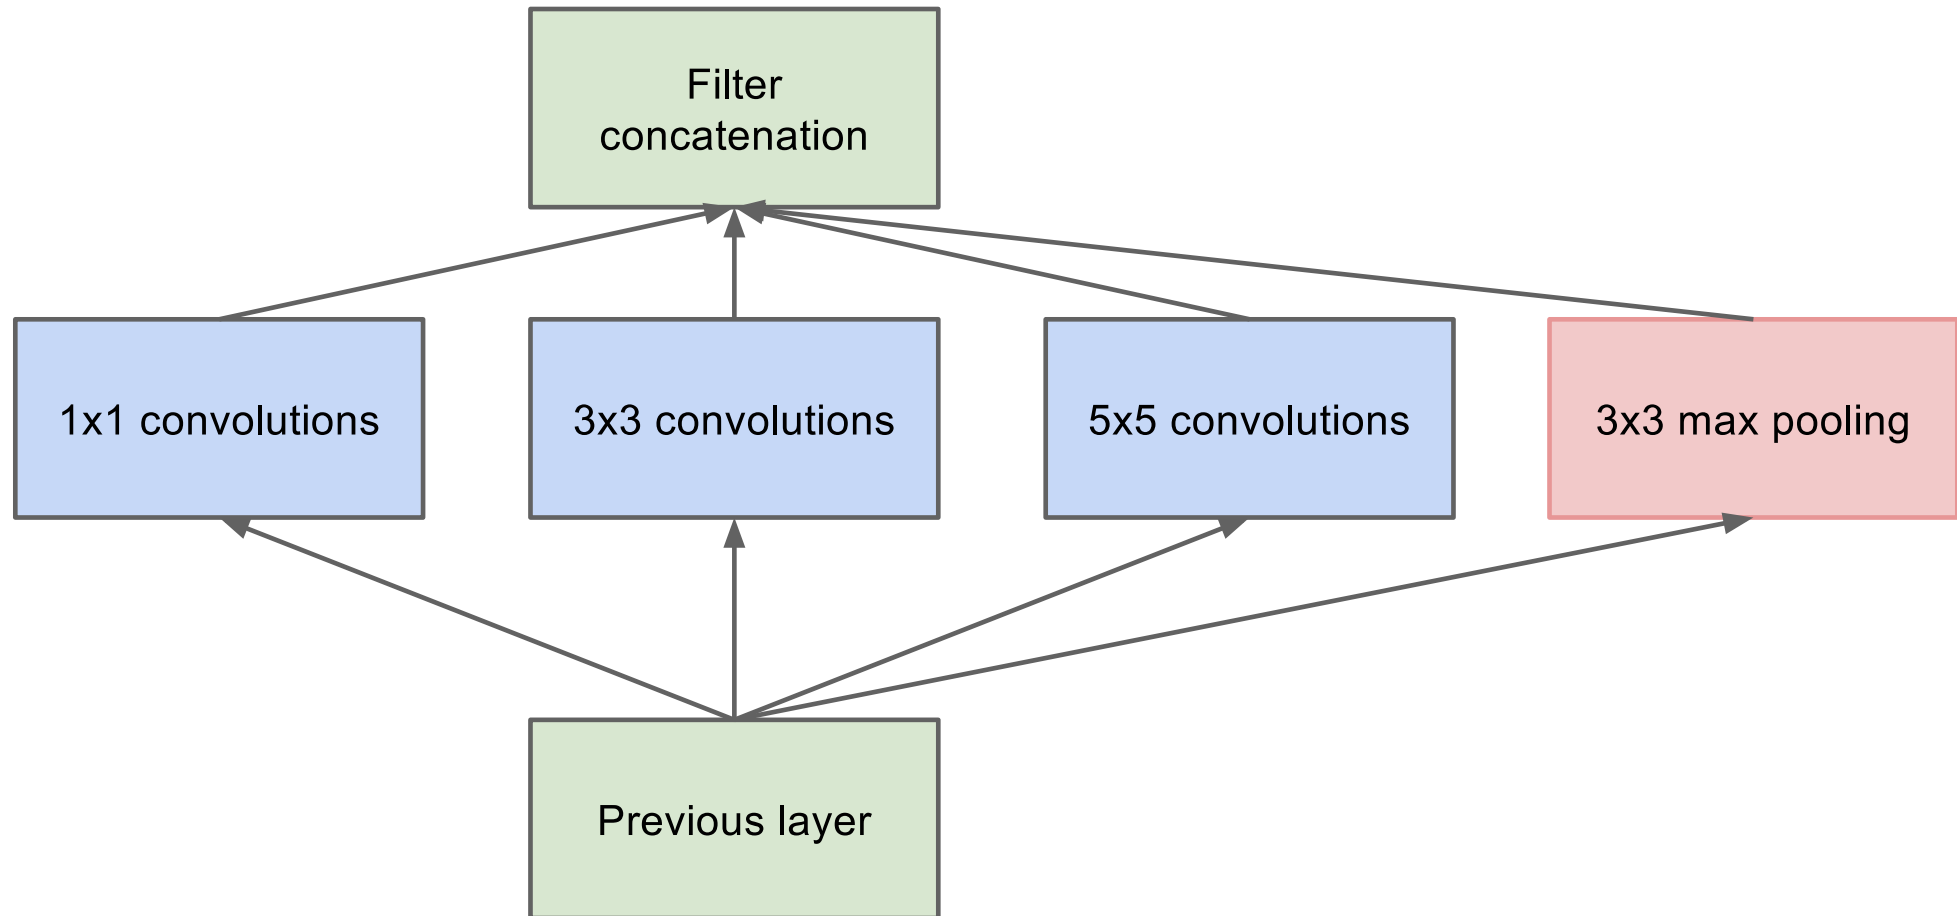 Filter
concatenation
1x1 convolutions
3x3 convolutions
5x5 convolutions
3x3 max pooling
Previous layer